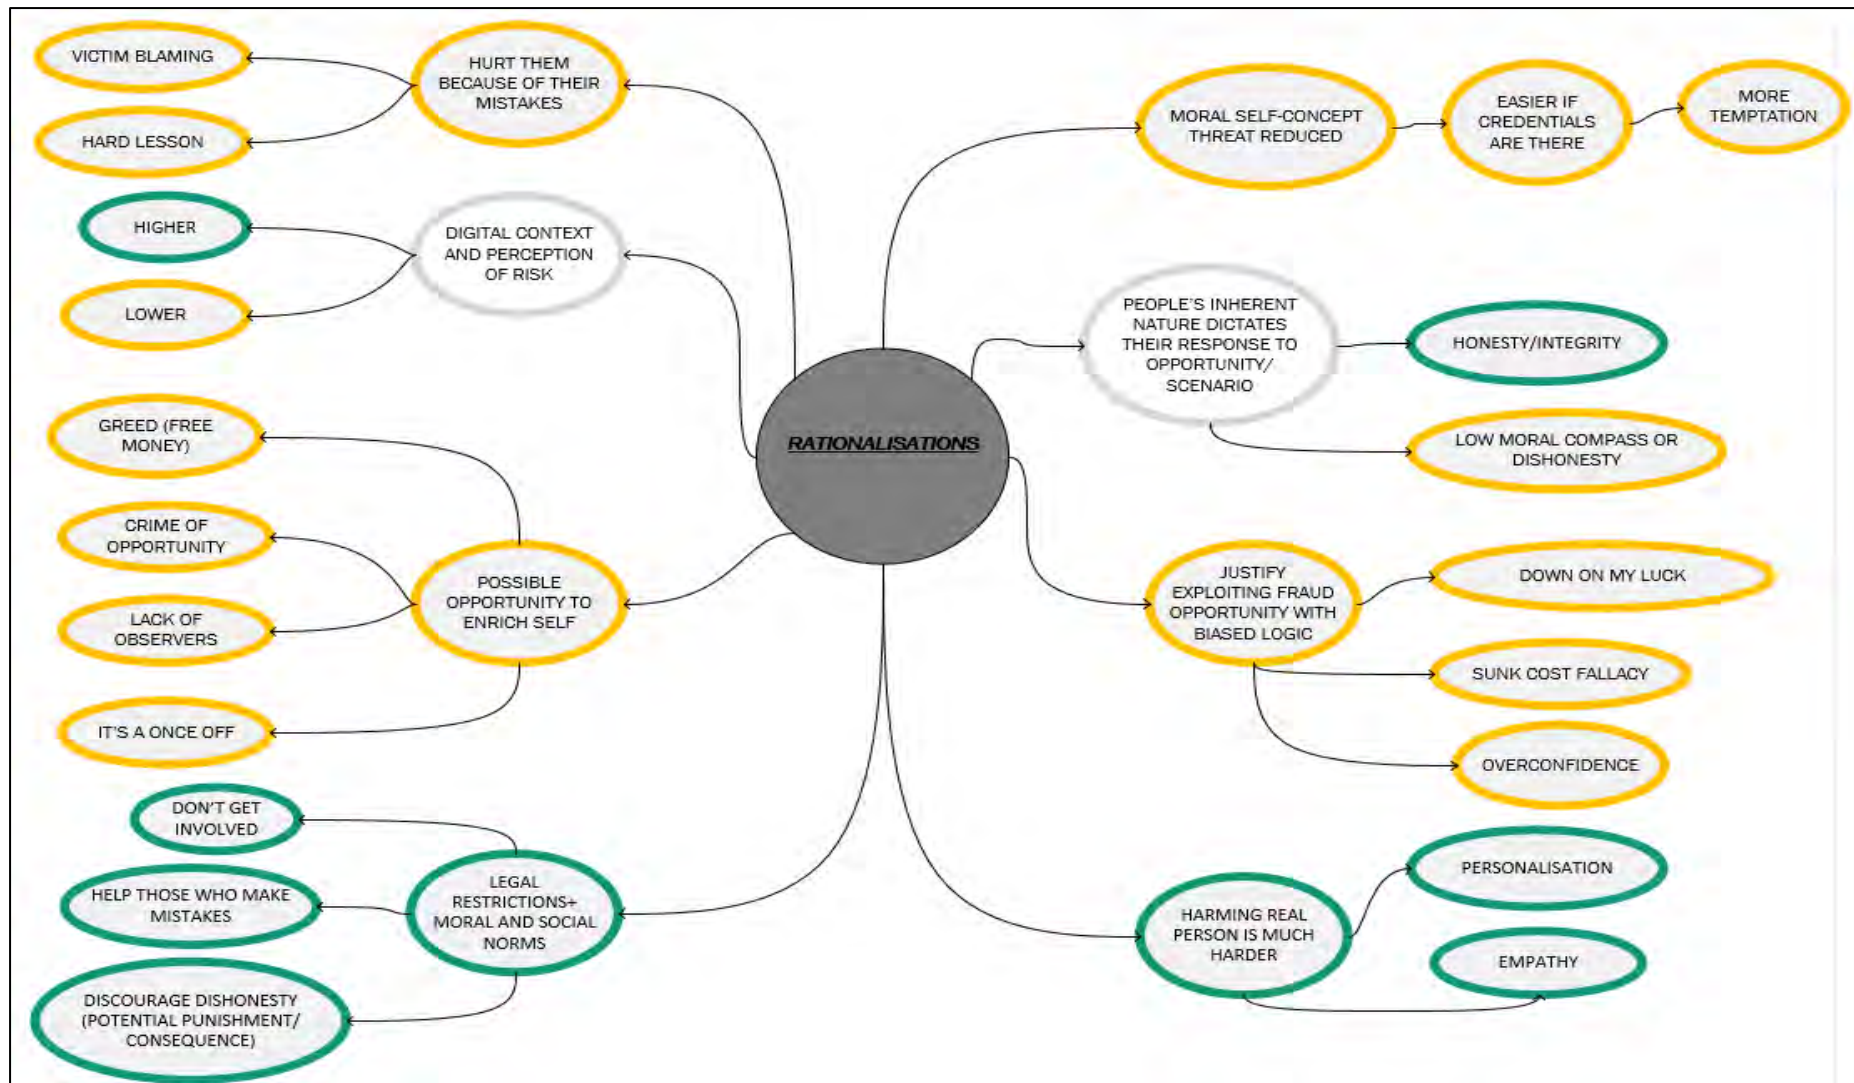 VICTIM BLAMING
HARD LESSON
HURT THEM
BECAUSE OF THEIR
MISTAKES
HIGHER
LOWER
DIGITAL CONTEXT
AND PERCEPTION
OF RISK
GREED (FREE
MONEY)
CRIME OF
OPPORTUNITY
LACK OF
OBSERVERS
IT'S A ONCE OFF
POSSIBLE
OPPORTUNITY TO
ENRICH SELF
DON'T GET
INVOLVED
HELP THOSE WHO MAKE
MISTAKES
DISCOURAGE DISHONESTY
(POTENTIAL PUNISHMENT/
CONSEQUENCE)
LEGAL
RESTRICTIONS+
MORAL AND SOCIAL
NORMS
RATIONALISATIONS
MORAL SELF-CONCEPT
THREAT REDUCED
EASIER IF
CREDENTIALS
ARE THERE
MORE
TEMPTATION
PEOPLE'S INHERENT
NATURE DICTATES
THEIR RESPONSE TO
OPPORTUNITY/
SCENARIO
HONESTY/INTEGRITY
LOW MORAL COMPASS OR
DISHONESTY
JUSTIFY
EXPLOITING FRAUD
OPPORTUNITY WITH
BIASED LOGIC
DOWN ON MY LUCK
SUNK COST FALLACY
OVERCONFIDENCE
HARMING REAL
PERSON IS MUCH
HARDER
PERSONALISATION
EMPATHY